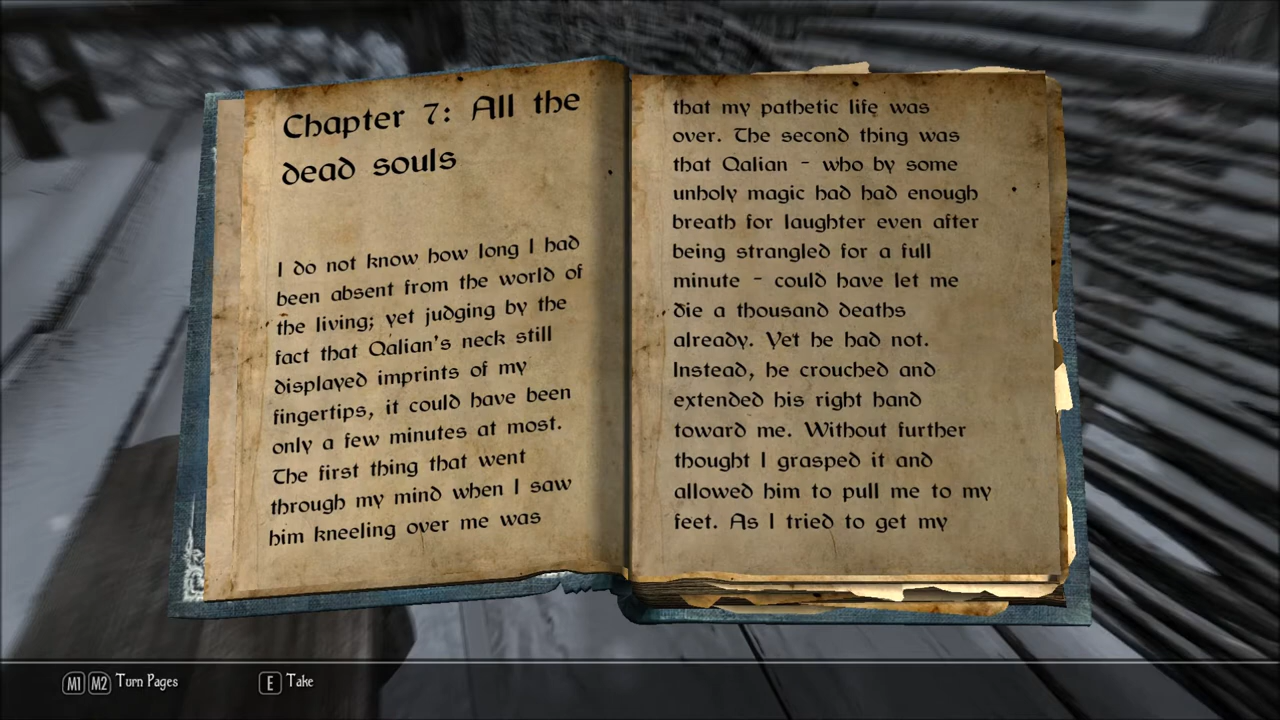 Chapter 7: All the
dead souls
I do not know how long I had
been absent from the world of
the living; yet judging by the
fact that Qalian's neck still
displayed imprints of my
fingertips, it could have been
only a few minutes at most.
The first thing that went
through my mind when I saw
him kneeling over me was
that my pathetic life was
over. The second thing was
that Qalian - who by some
unholy magic had had enough
breath for laughter even after
being strangled for a full
minute - could have let me
die a thousand deaths
already. Yet he had not.
Instead, he crouched and
extended his right hand
toward me. Without further
thought I grasped it and
allowed him to pull me to my
feet. As I tried to get my
M1 M2 Turn Pages
E Take